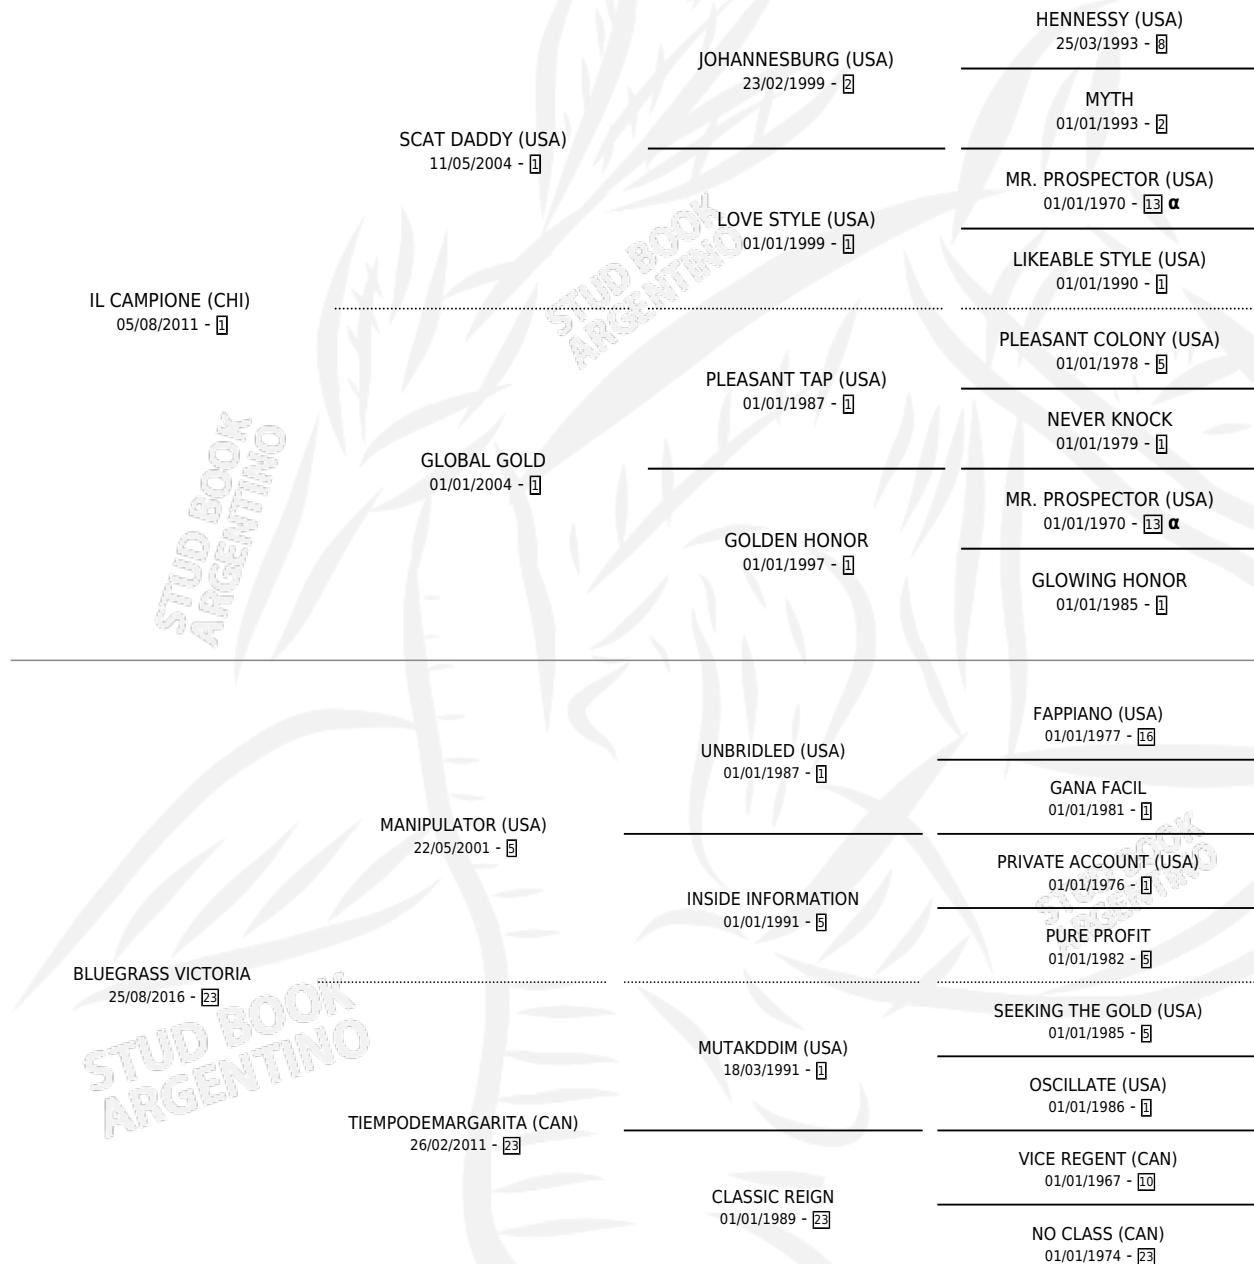 HENNESSY (USA)
25/03/1993 - 8
JOHANNESBURG (USA)
23/02/1999 - 2
MYTH
01/01/1993 - 2
SCAT DADDY (USA)
11/05/2004 - 1
MR. PROSPECTOR (USA)
01/01/1970 - 13 α
LOVE STYLE (USA)
01/01/1999 - 1
LIKEABLE STYLE (USA)
01/01/1990 - 1
IL CAMPIONE (CHI)
05/08/2011 - 1
PLEASANT COLONY (USA)
01/01/1978 - 5
PLEASANT TAP (USA)
01/01/1987 - 1
NEVER KNOCK
01/01/1979 - 1
GLOBAL GOLD
01/01/2004 - 1
MR. PROSPECTOR (USA)
01/01/1970 - 13 α
GOLDEN HONOR
01/01/1997 - 1
GLOWING HONOR
01/01/1985 - 1
STUD BOOK
ARGENTINO
STUD BOOK
ARGENTINO
FAPPIANO (USA)
01/01/1977 - 16
UNBRIDLED (USA)
01/01/1987 - 1
GANA FACIL
01/01/1981 - 1
MANIPULATOR (USA)
22/05/2001 - 5
PRIVATE ACCOUNT (USA)
01/01/1976 - 1
INSIDE INFORMATION
01/01/1991 - 5
PURE PROFIT
01/01/1982 - 5
BLUEGRASS VICTORIA
25/08/2016 - 23
SEEKING THE GOLD (USA)
01/01/1985 - 5
MUTAKDDIM (USA)
18/03/1991 - 1
OSCILLATE (USA)
01/01/1986 - 1
TIEMPODEMARGARITA (CAN)
26/02/2011 - 23
VICE REGENT (CAN)
01/01/1967 - 10
CLASSIC REIGN
01/01/1989 - 23
NO CLASS (CAN)
01/01/1974 - 23
STUD BOOK
ARGENTINO
STUD BOOK
ARGENTINO